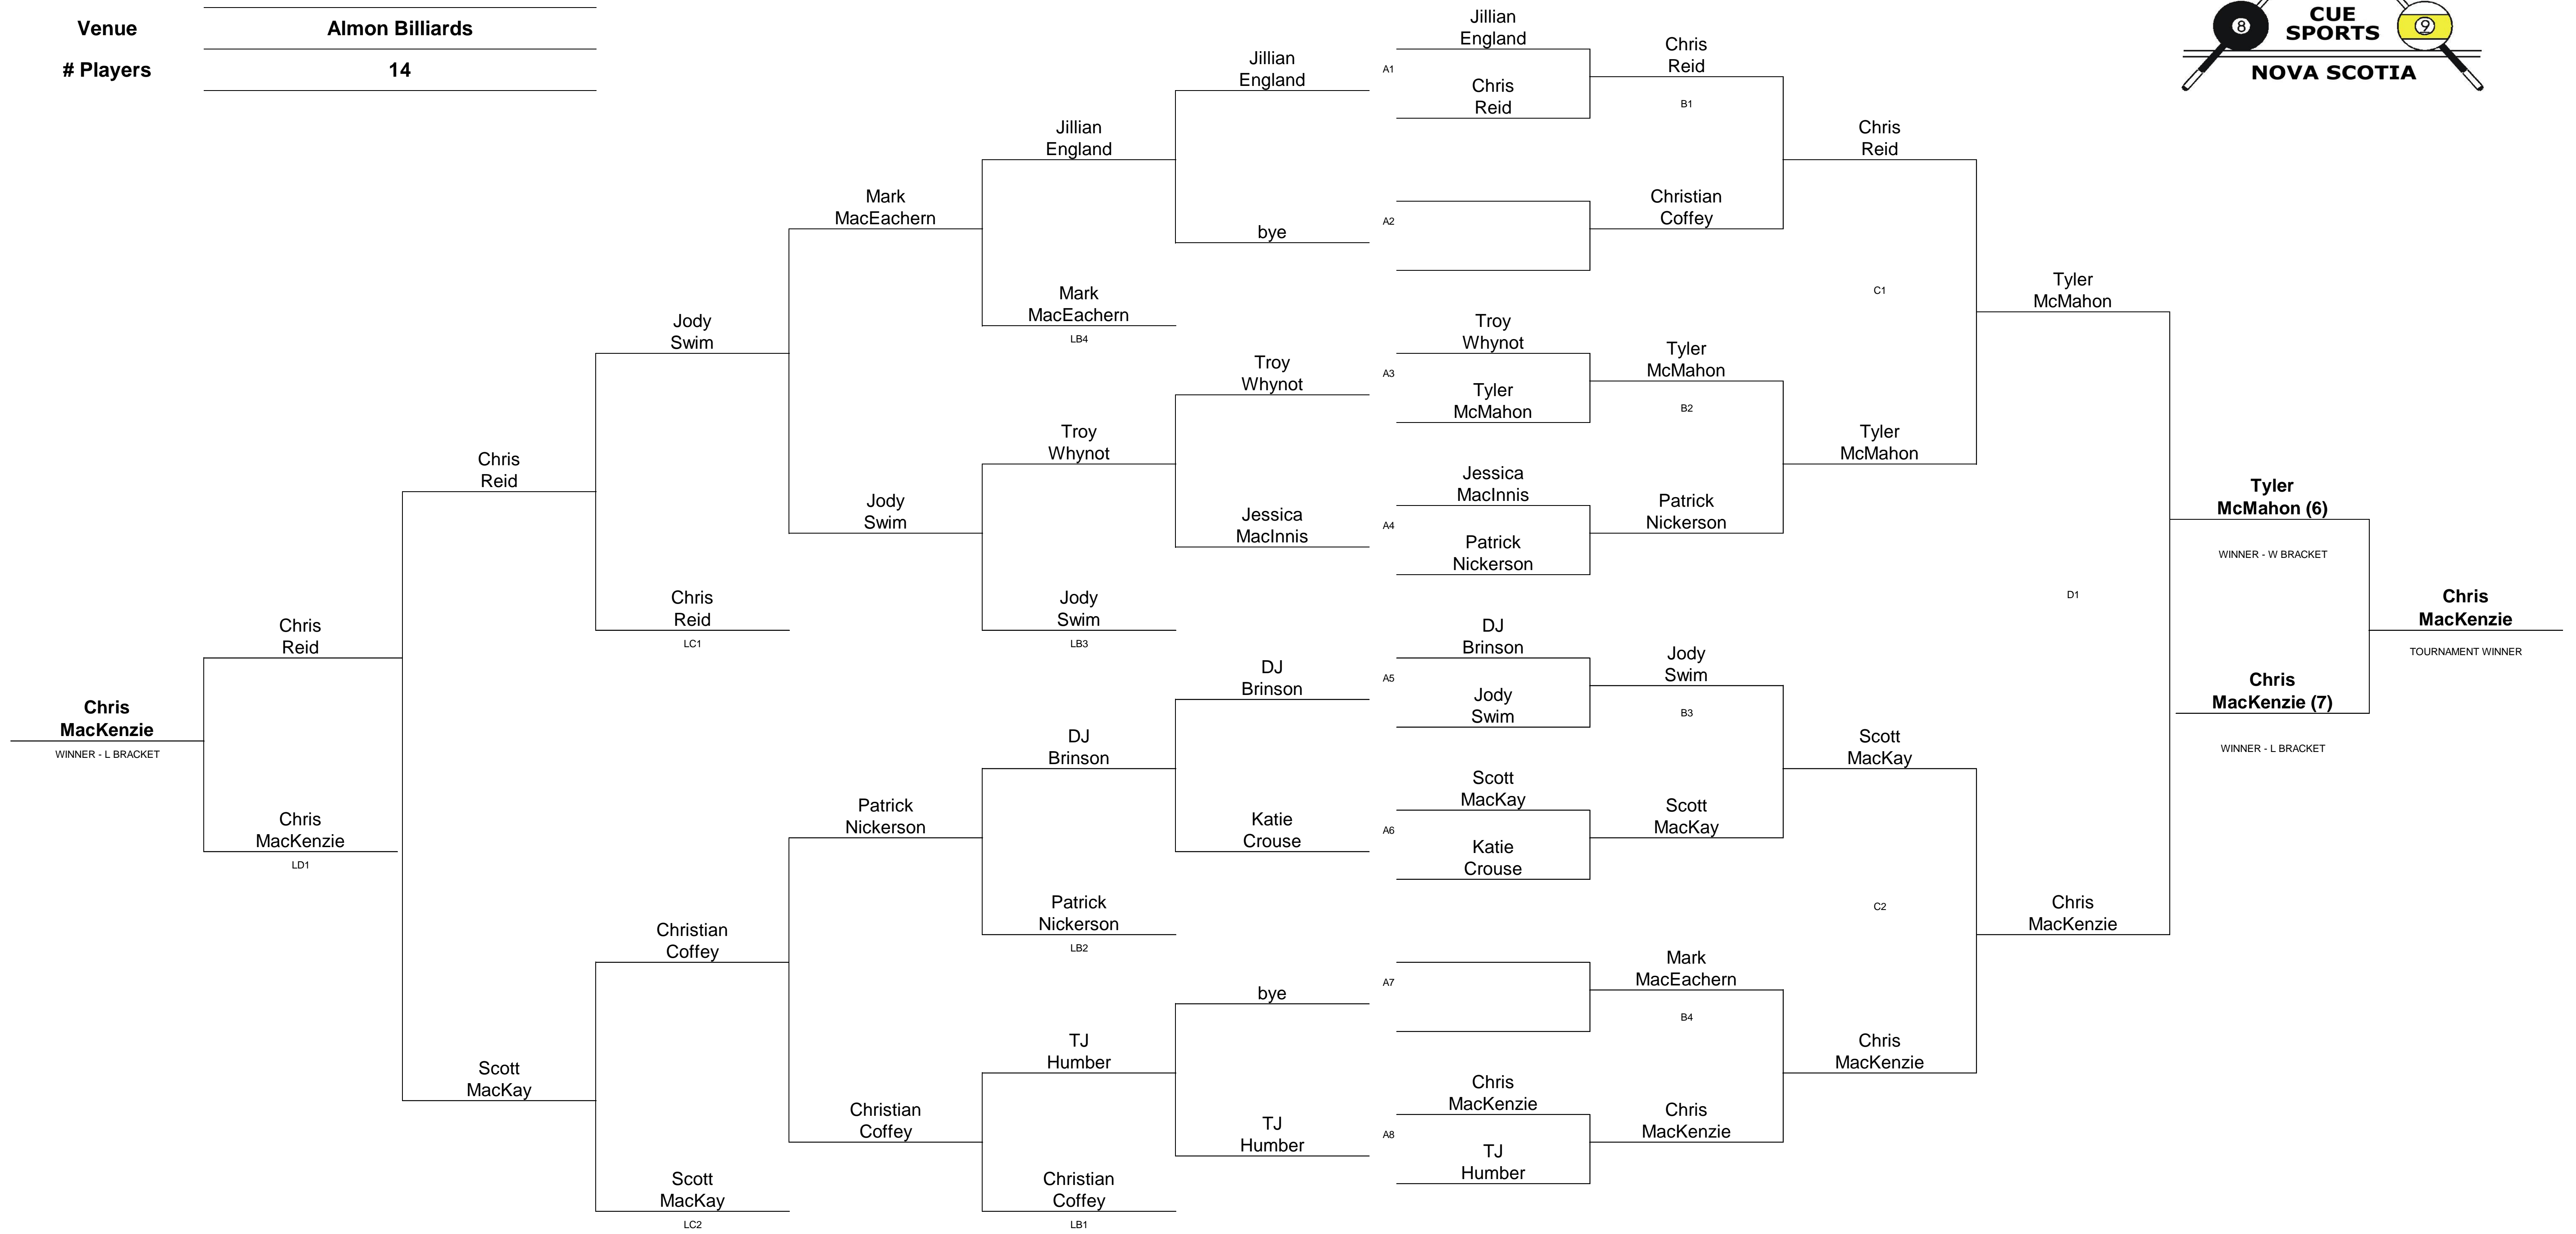 Venue
Almon Billiards
# Players
14
8
CUE
SPORTS
9
NOVA SCOTIA
Chris
MacKenzie
WINNER - L BRACKET
Chris
Reid
Chris
MacKenzie
LD1
Chris
Reid
Scott
MacKay
Jody
Swim
Chris
Reid
LC1
Christian
Coffey
Scott
MacKay
LC2
Mark
MacEachern
Jody
Swim
Patrick
Nickerson
Christian
Coffey
Jillian
England
Mark
MacEachern
LB4
Troy
Whynot
Jody
Swim
LB3
DJ
Brinson
Patrick
Nickerson
LB2
TJ
Humber
Christian
Coffey
LB1
Jillian
England
bye
Troy
Whynot
Jessica
MacInnis
DJ
Brinson
Katie
Crouse
bye
TJ
Humber
A1
Jillian
England
Chris
Reid
A2
A3
Troy
Whynot
Tyler
McMahon
A4
Jessica
MacInnis
Patrick
Nickerson
A5
DJ
Brinson
Jody
Swim
A6
Scott
MacKay
Katie
Crouse
A7
A8
Chris
MacKenzie
TJ
Humber
Chris
Reid
B1
Christian
Coffey
Tyler
McMahon
B2
Patrick
Nickerson
Jody
Swim
B3
Scott
MacKay
Mark
MacEachern
B4
Chris
MacKenzie
Chris
Reid
C1
Tyler
McMahon
Scott
MacKay
C2
Chris
MacKenzie
Tyler
McMahon
D1
Chris
MacKenzie
Tyler
McMahon (6)
WINNER - W BRACKET
Chris
MacKenzie (7)
WINNER - L BRACKET
Chris
MacKenzie
TOURNAMENT WINNER